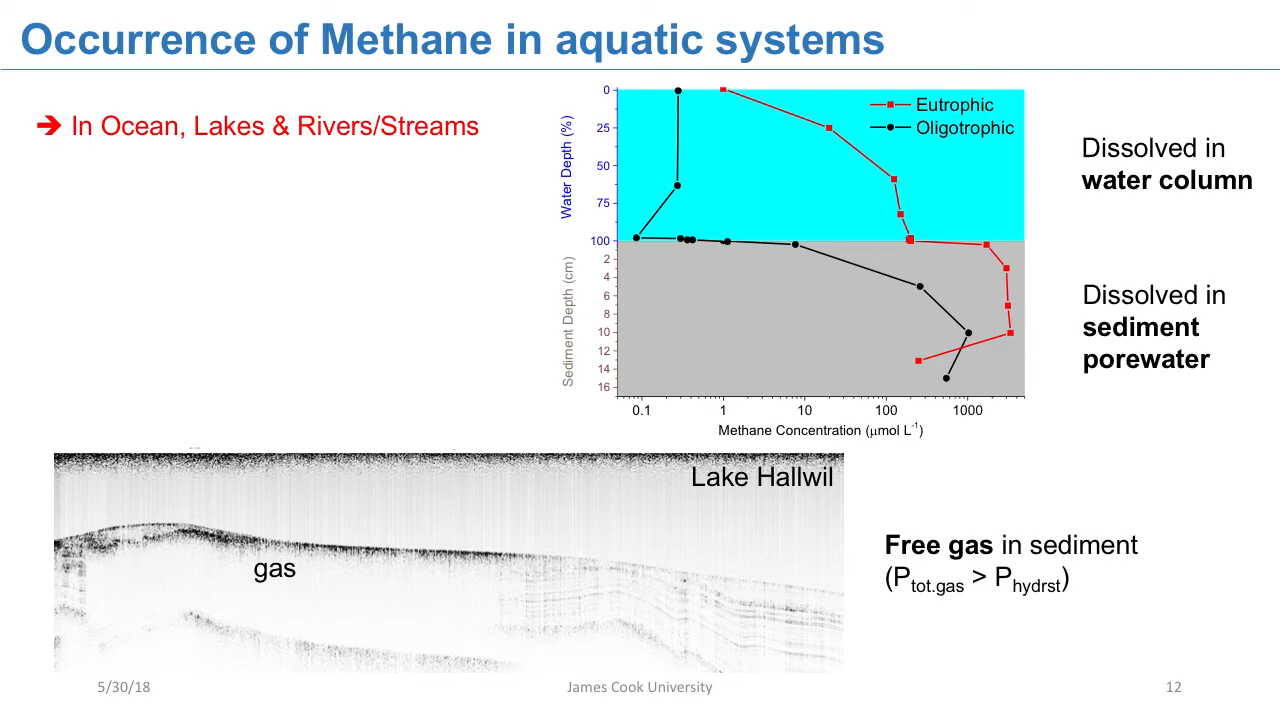 Occurrence of Methane in aquatic systems
➔ In Ocean, Lakes & Rivers/Streams
Eutrophic
Oligotrophic
Water Depth (%)
0
25
50
75
100
Sediment Depth (cm)
2
4
6
8
10
12
14
16
0.1 1 10 100 1000
Methane Concentration (μmol L-1)
Dissolved in
water column
Dissolved in
sediment
porewater
Lake Hallwil
gas
Free gas in sediment
(Ptot.gas > Phydrst)
5/30/18 James Cook University 12